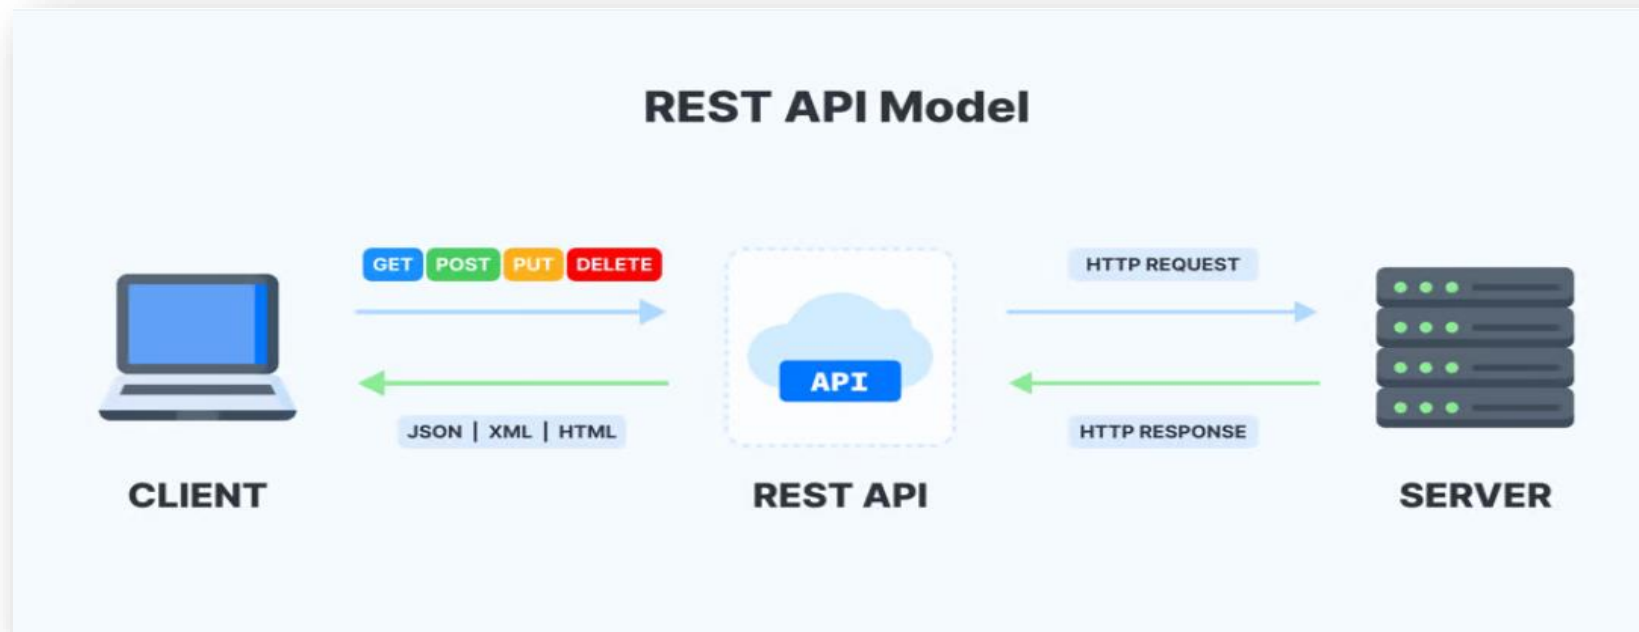 REST API Model
GET POST PUT DELETE
HTTP REQUEST
API
JSON | XML | HTML
HTTP RESPONSE
CLIENT
REST API
SERVER